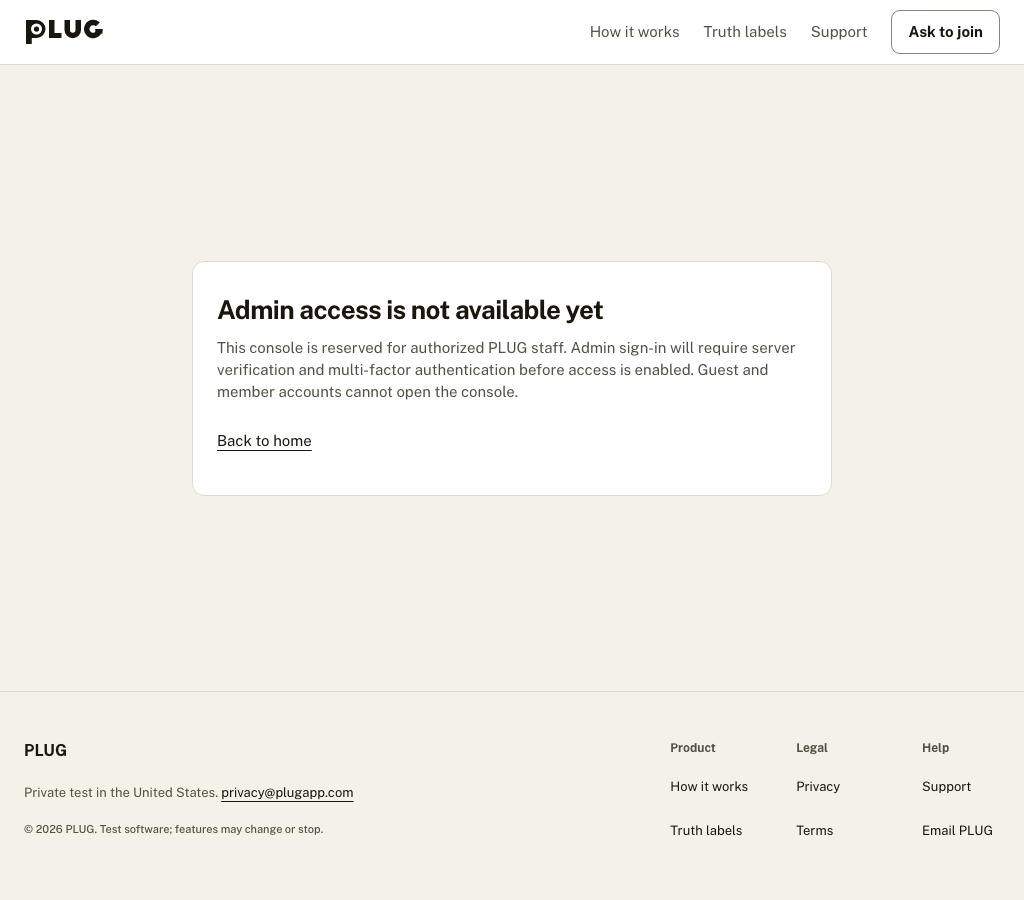 PLUG
How it works
Truth labels
Support
Ask to join
Admin access is not available yet
This console is reserved for authorized PLUG staff. Admin sign-in will require server
verification and multi-factor authentication before access is enabled. Guest and
member accounts cannot open the console.
Back to home
PLUG
Private test in the United States. privacy@plugapp.com
© 2026 PLUG. Test software; features may change or stop.
Product
How it works
Truth labels
Legal
Privacy
Terms
Help
Support
Email PLUG